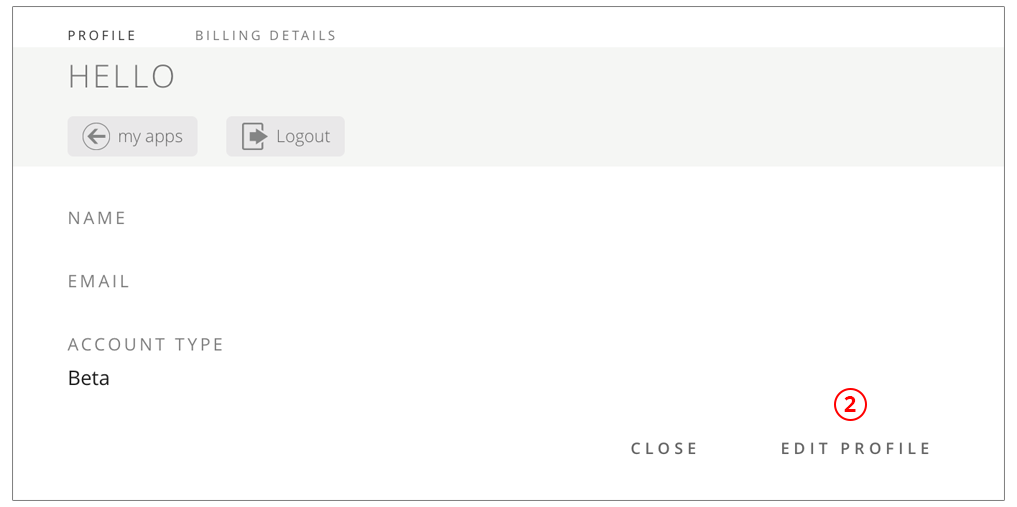 PROFILE BILLING DETAILS
HELLO
my apps Logout
NAME
EMAIL
ACCOUNT TYPE
Beta
2
CLOSE EDIT PROFILE